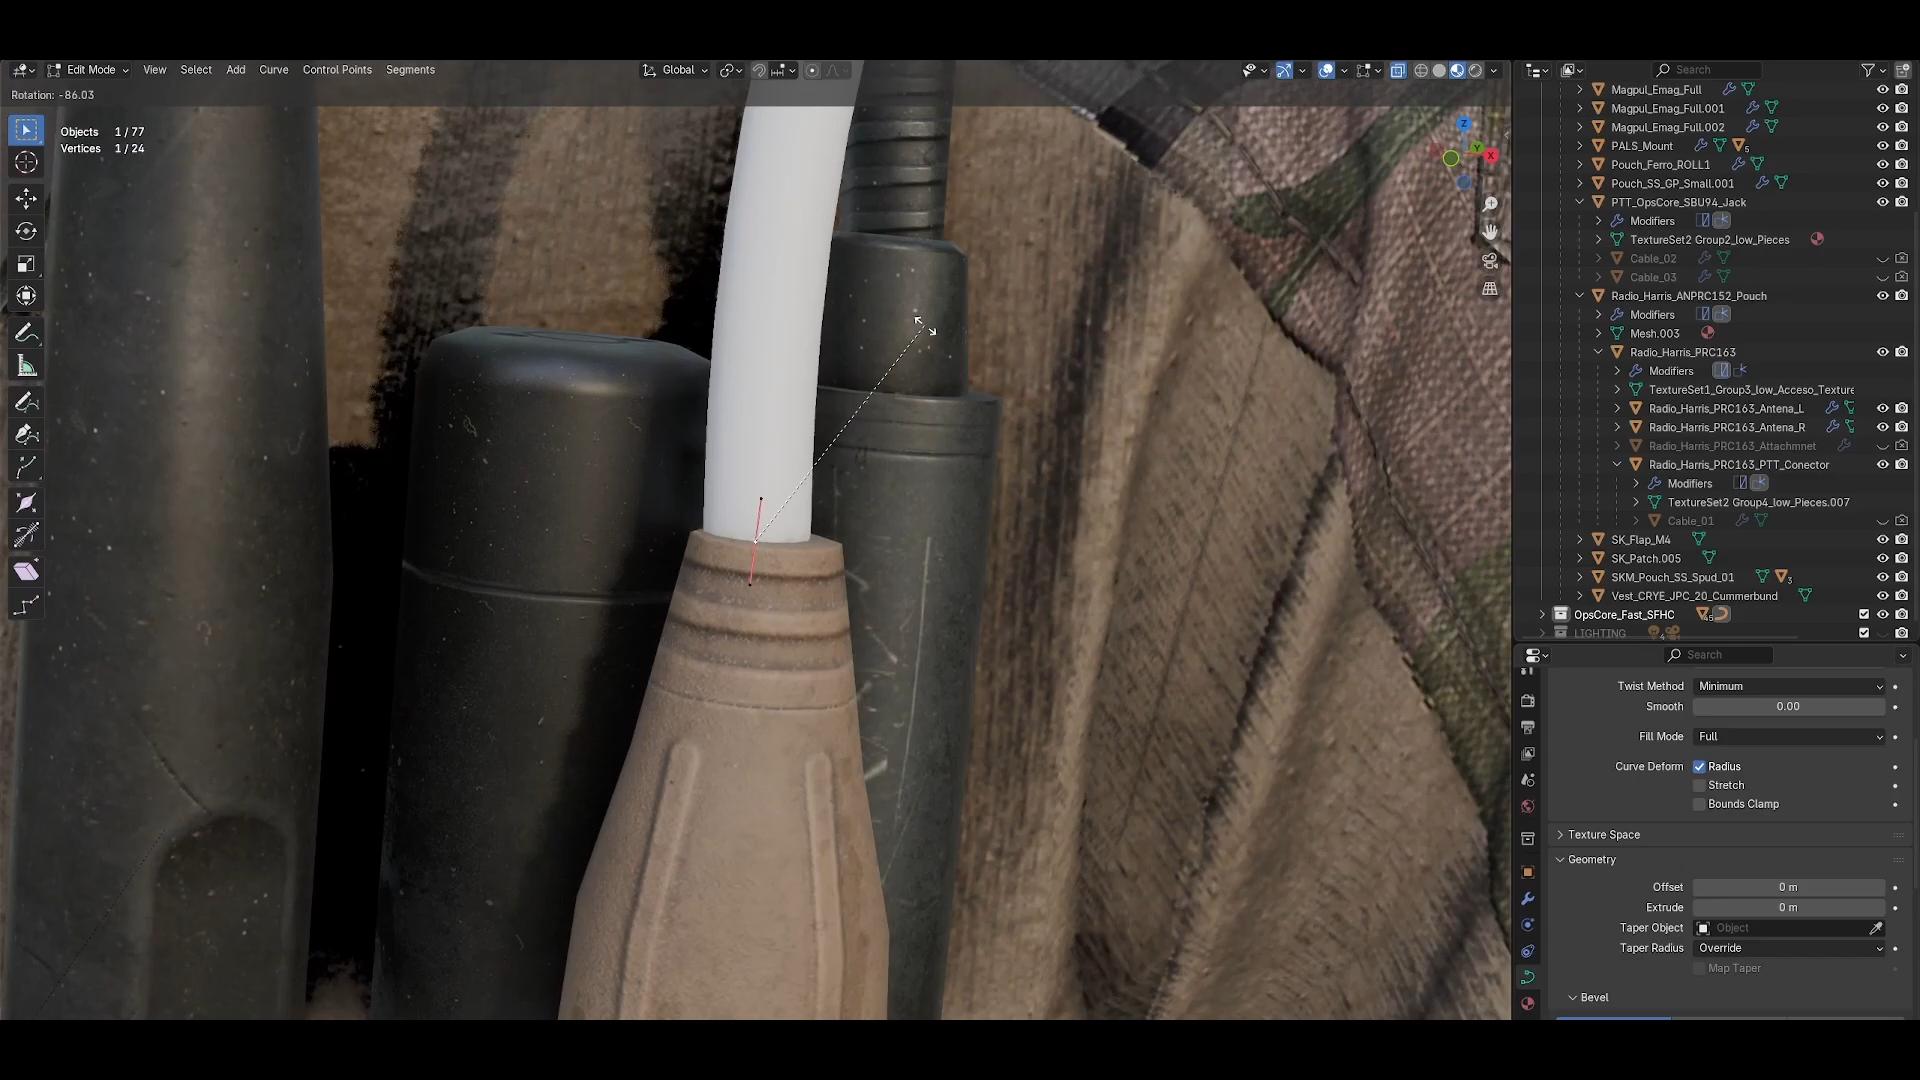 Edit Mode View Select Add Curve Control Points Segments Global Search
Rotation: -86.03
Objects 1 / 77
Vertices 1 / 24
Z
Y
X
Magpul_Emag_Full
Magpul_Emag_Full.001
Magpul_Emag_Full.002
PALS_Mount 5
Pouch_Ferro_ROLL1
Pouch_SS_GP_Small.001
PTT_OpsCore_SBU94_Jack
Modifiers
TextureSet2 Group2_low_Pieces
Cable_02
Cable_03
Radio_Harris_ANPRC152_Pouch
Modifiers
Mesh.003
Radio_Harris_PRC163
Modifiers
TextureSet1_Group3_low_Acceso_Texture
Radio_Harris_PRC163_Antena_L
Radio_Harris_PRC163_Antena_R
Radio_Harris_PRC163_Attachmnet
Radio_Harris_PRC163_PTT_Conector
Modifiers
TextureSet2 Group4_low_Pieces.007
Cable_01
SK_Flap_M4
SK_Patch.005
SKM_Pouch_SS_Spud_01 3
Vest_CRYE_JPC_20_Cummerbund
OpsCore_Fast_SFHC 45
LIGHTING 4
Search
Twist Method Minimum
Smooth 0.00
Fill Mode Full
Curve Deform Radius
Stretch
Bounds Clamp
Texture Space
Geometry
Offset 0 m
Extrude 0 m
Taper Object Object
Taper Radius Override
Map Taper
Bevel